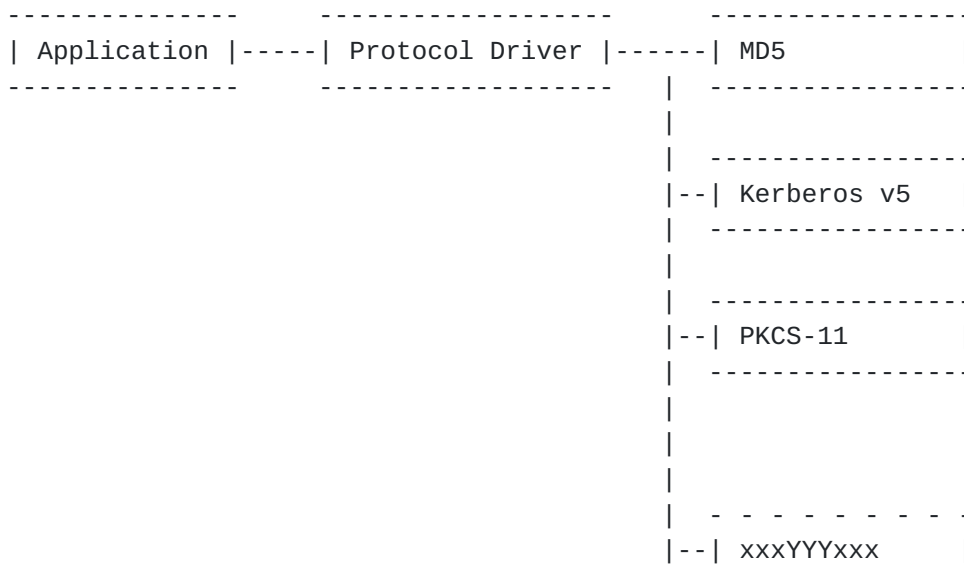 ---------------     -------------------      -----------------
| Application |-----| Protocol Driver |------| MD5
---------------     -------------------   |  -----------------
                                          |
                                          |  -----------------
                                          |--| Kerberos v5
                                          |  -----------------
                                          |
                                          |  -----------------
                                          |--| PKCS-11
                                          |  -----------------
                                          |
                                          |
                                          |
                                          |  - - - - - - - - -
                                          |--| xxxYYYxxx